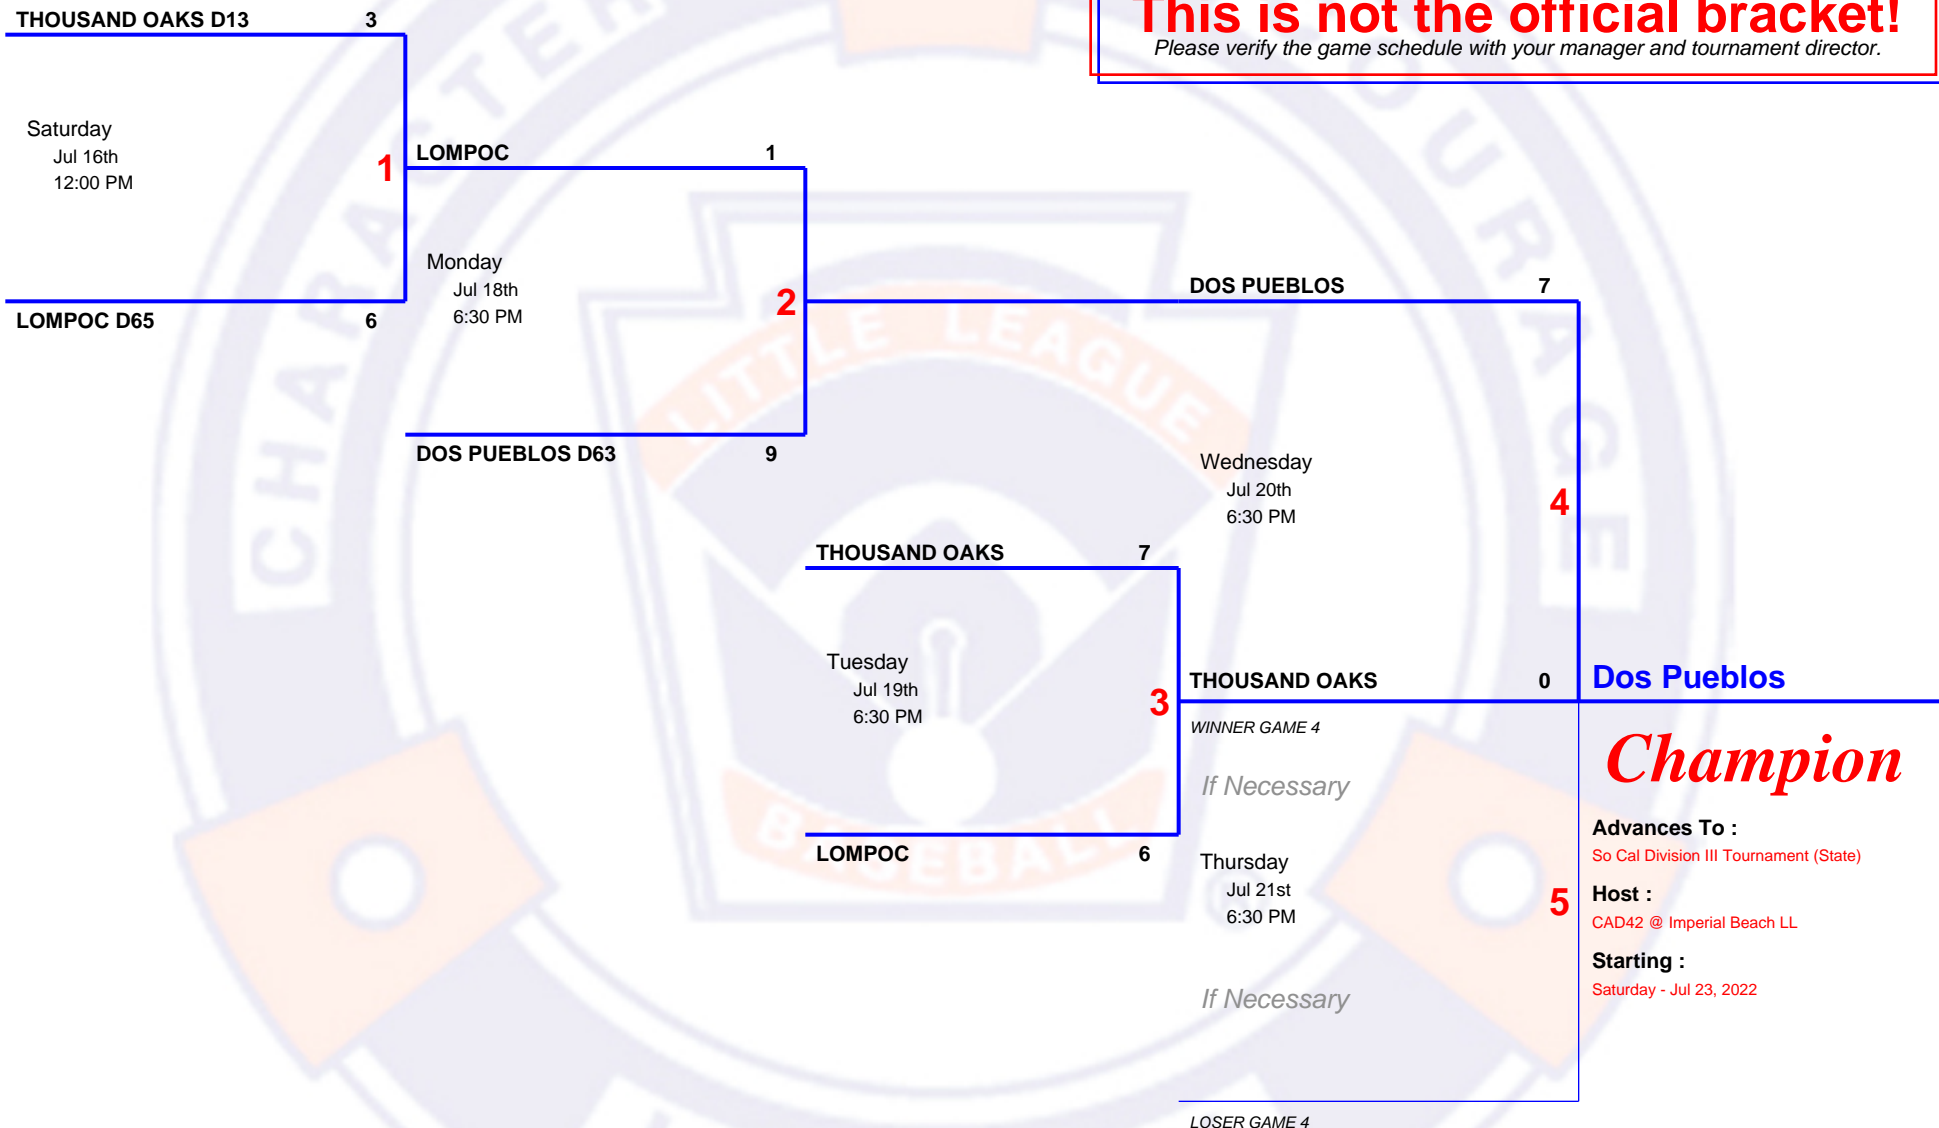 This is not the official bracket!
Please verify the game schedule with your manager and tournament director.
THOUSAND OAKS D13 3
Saturday
Jul 16th
12:00 PM
1
LOMPOC D65 6
LOMPOC 1
Monday
Jul 18th
6:30 PM
2
DOS PUEBLOS D63 9
DOS PUEBLOS 7
Wednesday
Jul 20th
6:30 PM
4
THOUSAND OAKS 7
Tuesday
Jul 19th
6:30 PM
3
LOMPOC 6
THOUSAND OAKS 0
WINNER GAME 4
If Necessary
Thursday
Jul 21st
6:30 PM
5
If Necessary
LOSER GAME 4
Dos Pueblos
Champion
Advances To :
So Cal Division III Tournament (State)
Host :
CAD42 @ Imperial Beach LL
Starting :
Saturday - Jul 23, 2022
CHARACTER
COURAGE
LITTLE LEAGUE
BASEBALL
®